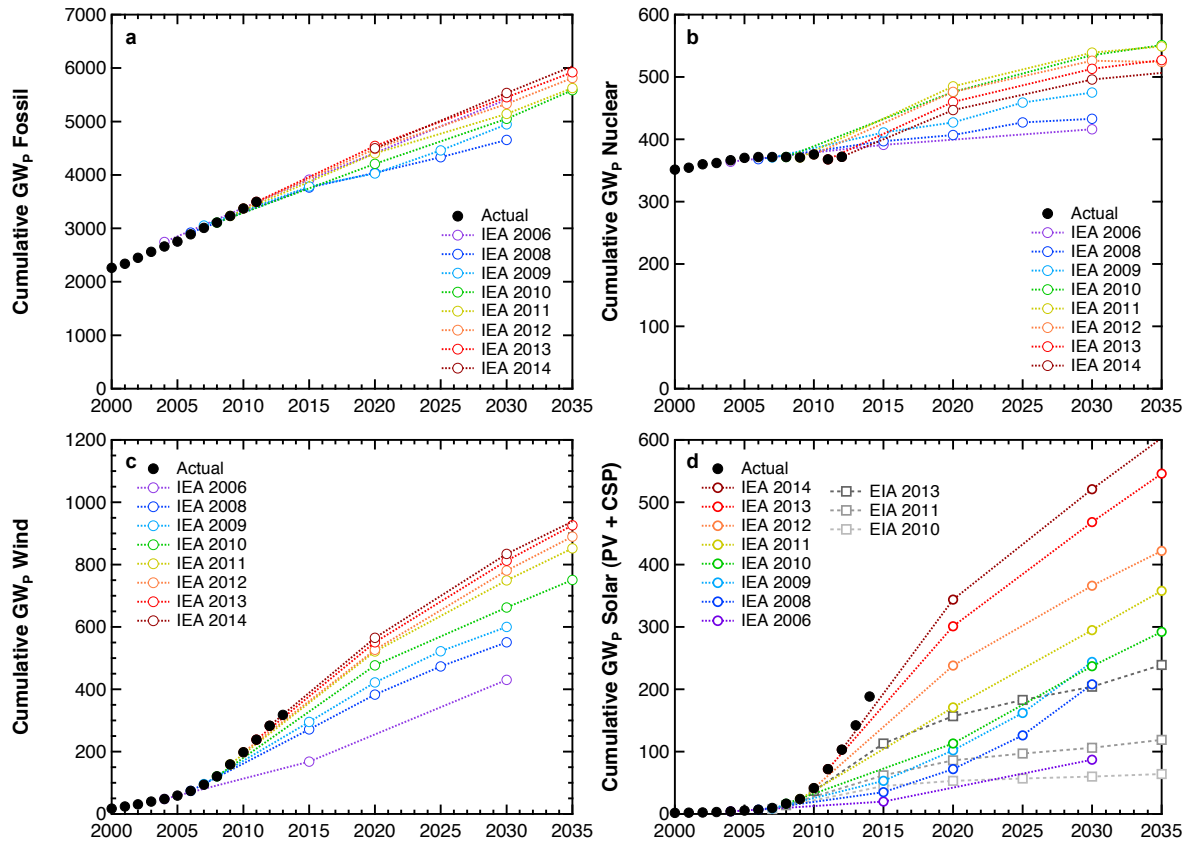 a
Cumulative GWP Fossil
7000
6000
5000
4000
3000
2000
1000
0
2000 2005 2010 2015 2020 2025 2030 2035
Actual
IEA 2006
IEA 2008
IEA 2009
IEA 2010
IEA 2011
IEA 2012
IEA 2013
IEA 2014
b
Cumulative GWP Nuclear
600
500
400
300
200
100
0
2000 2005 2010 2015 2020 2025 2030 2035
Actual
IEA 2006
IEA 2008
IEA 2009
IEA 2010
IEA 2011
IEA 2012
IEA 2013
IEA 2014
c
Cumulative GWP Wind
1200
1000
800
600
400
200
0
2000 2005 2010 2015 2020 2025 2030 2035
Actual
IEA 2006
IEA 2008
IEA 2009
IEA 2010
IEA 2011
IEA 2012
IEA 2013
IEA 2014
d
Cumulative GWP Solar (PV + CSP)
600
500
400
300
200
100
0
2000 2005 2010 2015 2020 2025 2030 2035
Actual
IEA 2014
IEA 2013
IEA 2012
IEA 2011
IEA 2010
IEA 2009
IEA 2008
IEA 2006
EIA 2013
EIA 2011
EIA 2010